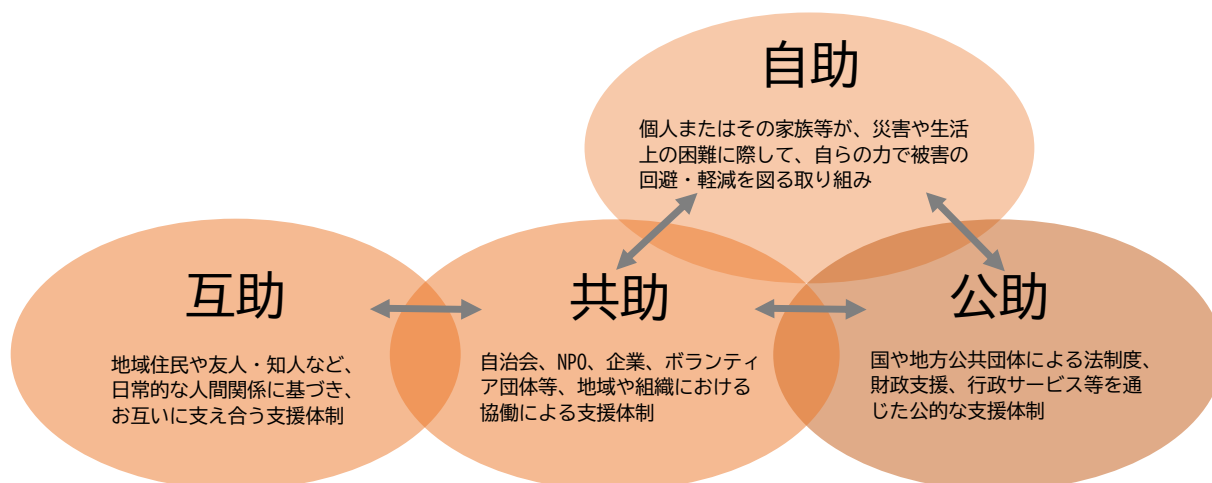 自助
個人またはその家族等が、災害や生活
上の困難に際して、自らの力で被害の
回避・軽減を図る取り組み
互助
地域住民や友人・知人など、
日常的な人間関係に基づき、
お互いに支え合う支援体制
共助
自治会、NPO、企業、ボランティ
ア団体等、地域や組織における
協働による支援体制
公助
国や地方公共団体による法制度、
財政支援、行政サービス等を通
じた公的な支援体制